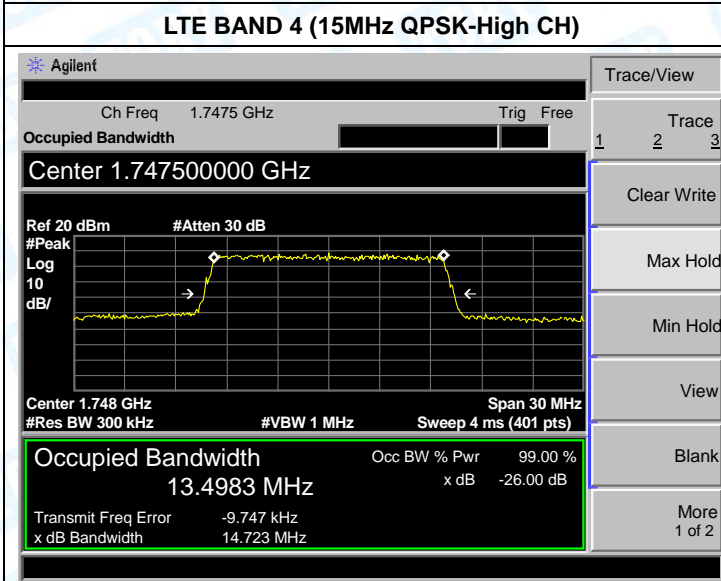 LTE BAND 4 (15MHz QPSK-High CH)
Agilent
Ch Freq 1.7475 GHz Trig Free
Occupied Bandwidth
Center 1.747500000 GHz
Ref 20 dBm #Atten 30 dB
#Peak
Log
10
dB/
Center 1.748 GHz Span 30 MHz
#Res BW 300 kHz #VBW 1 MHz Sweep 4 ms (401 pts)
Occupied Bandwidth Occ BW % Pwr 99.00 %
13.4983 MHz x dB -26.00 dB
Transmit Freq Error -9.747 kHz
x dB Bandwidth 14.723 MHz
Trace/View
Trace
1 2 3
Clear Write
Max Hold
Min Hold
View
Blank
More
1 of 2